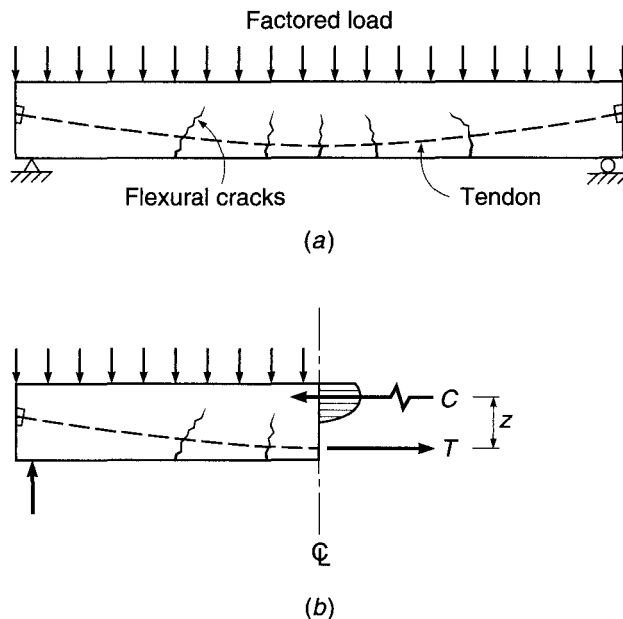 Factored load
Flexural cracks
Tendon
(a)
C
z
T
℄
(b)